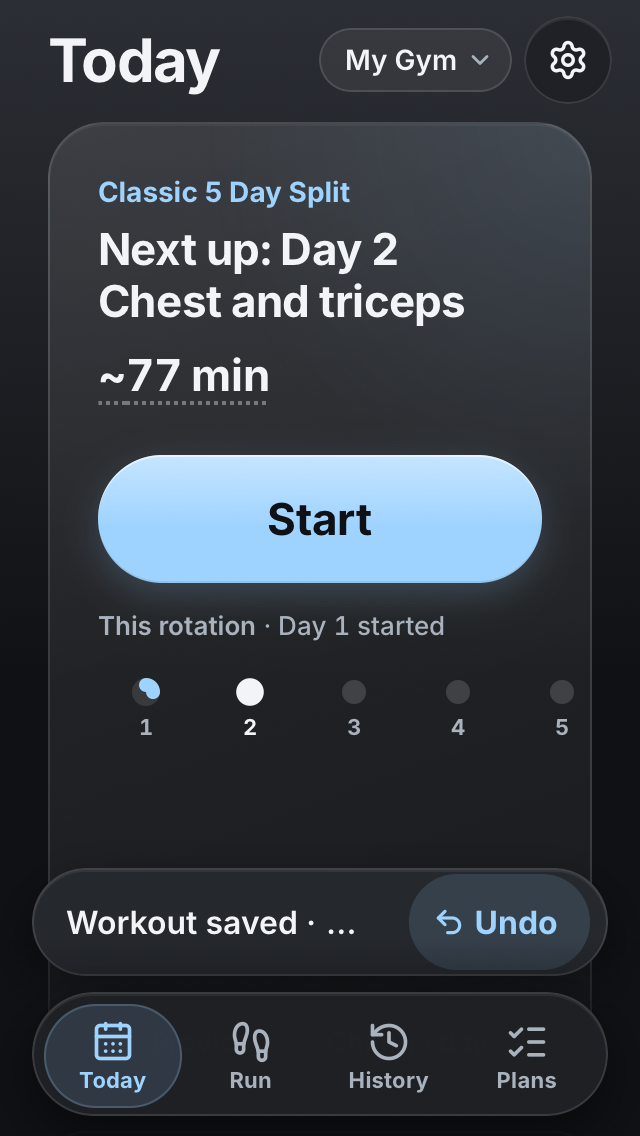 Today
My Gym
Classic 5 Day Split
Next up: Day 2
Chest and triceps
~77 min
Start
This rotation · Day 1 started
1 2 3 4 5
Workout saved · ...
Undo
Today Run History Plans